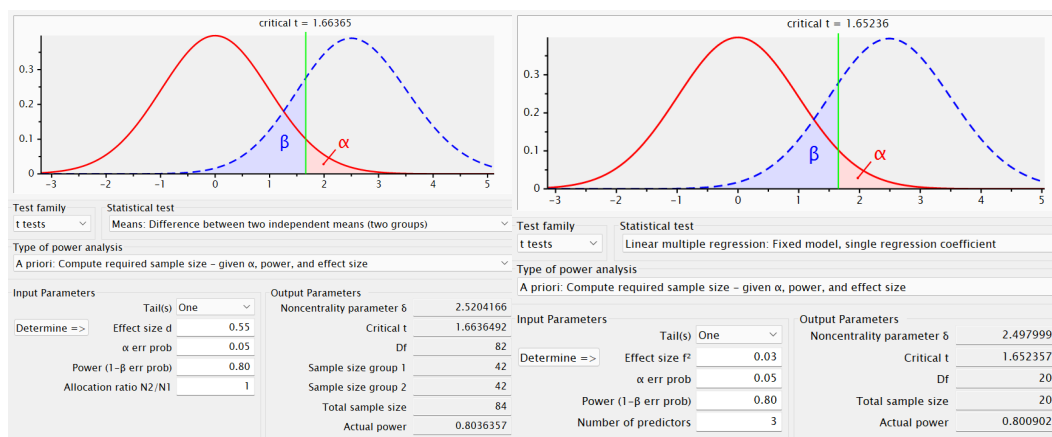 critical t = 1.66365
0.3
0.2
0.1
0
β
α
-3
-2
-1
0
1
2
3
4
5
Test family
Statistical test
t tests
Means: Difference between two independent means (two groups)
Type of power analysis
A priori: Compute required sample size - given α, power, and effect size
Input Parameters
Output Parameters
Tail(s) One
Noncentrality parameter δ 2.5204166
Determine => Effect size d 0.55
Critical t 1.6636492
α err prob 0.05
Df 82
Power (1-β err prob) 0.80
Sample size group 1 42
Allocation ratio N2/N1 1
Sample size group 2 42
Total sample size 84
Actual power 0.8036357
critical t = 1.65236
0.3
0.2
0.1
0
β
α
-3
-2
-1
0
1
2
3
4
5
Test family
Statistical test
t tests
Linear multiple regression: Fixed model, single regression coefficient
Type of power analysis
A priori: Compute required sample size - given α, power, and effect size
Input Parameters
Output Parameters
Tail(s) One
Noncentrality parameter δ 2.497999
Determine => Effect size f² 0.03
Critical t 1.652357
α err prob 0.05
Df 20
Power (1-β err prob) 0.80
Total sample size 20
Number of predictors 3
Actual power 0.800902